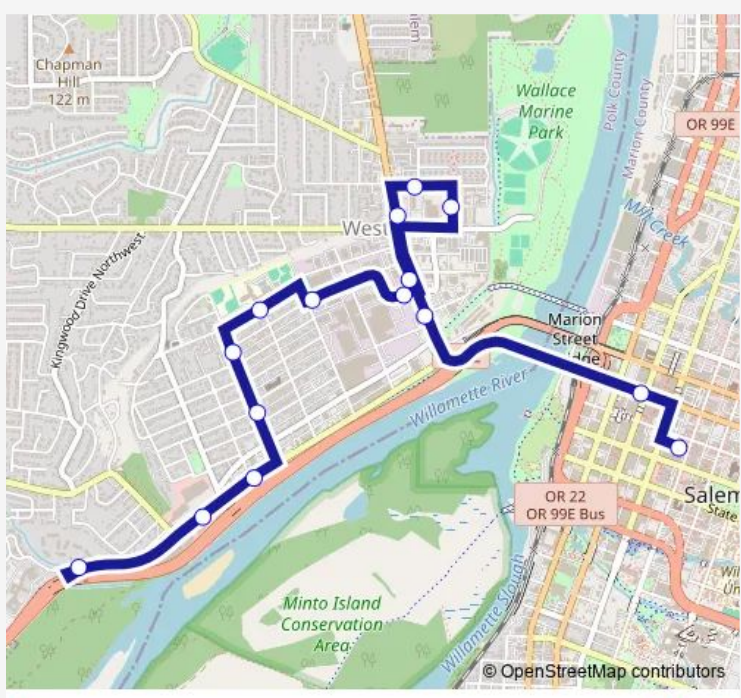 Chapman
Hill
122 m
Wallace
Marine
Park
Polk County
Marion County
OR 99E
Mill Creek
West
Kingwood Drive Northwest
Marion
Street
Willamette River
OR 22
OR 99E Bus
Salem
State
Minto Island
Conservation
Area
Willamette Slough
© OpenStreetMap contributors